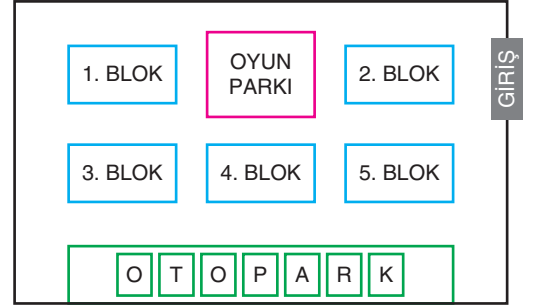 1. BLOK
OYUN
PARKI
2. BLOK
GİRİŞ
3. BLOK
4. BLOK
5. BLOK
O T O P A R K